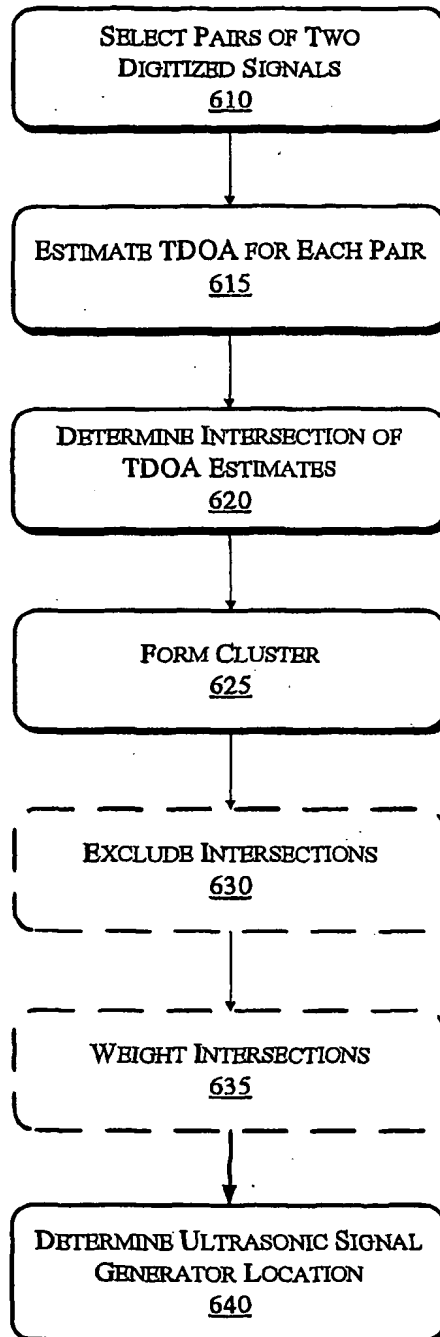 SELECT PAIRS OF TWO
DIGITIZED SIGNALS
610
ESTIMATE TDOA FOR EACH PAIR
615
DETERMINE INTERSECTION OF
TDOA ESTIMATES
620
FORM CLUSTER
625
EXCLUDE INTERSECTIONS
630
WEIGHT INTERSECTIONS
635
DETERMINE ULTRASONIC SIGNAL
GENERATOR LOCATION
640